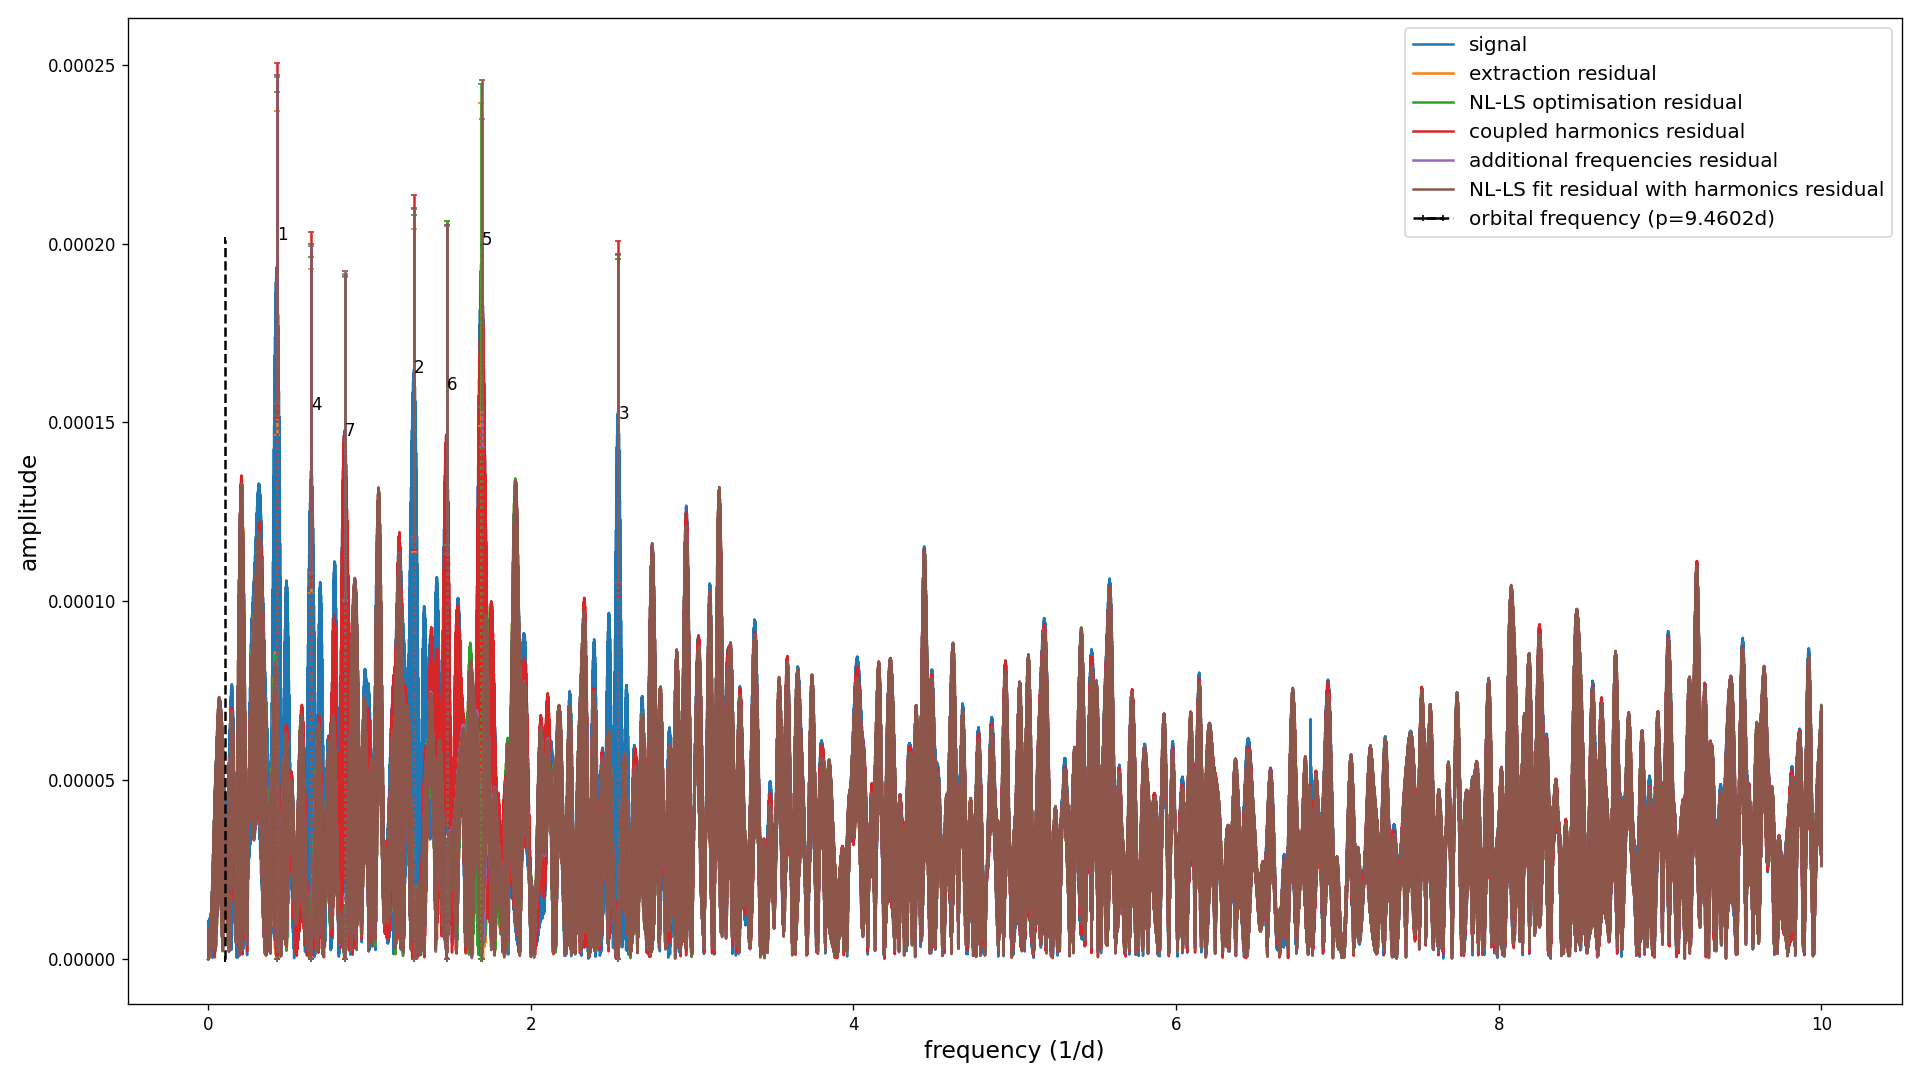 0.00025
0.00020
0.00015
0.00010
0.00005
0.00000
amplitude
1
5
2
6
4
3
7
signal
extraction residual
NL-LS optimisation residual
coupled harmonics residual
additional frequencies residual
NL-LS fit residual with harmonics residual
orbital frequency (p=9.4602d)
0 2 4 6 8 10
frequency (1/d)